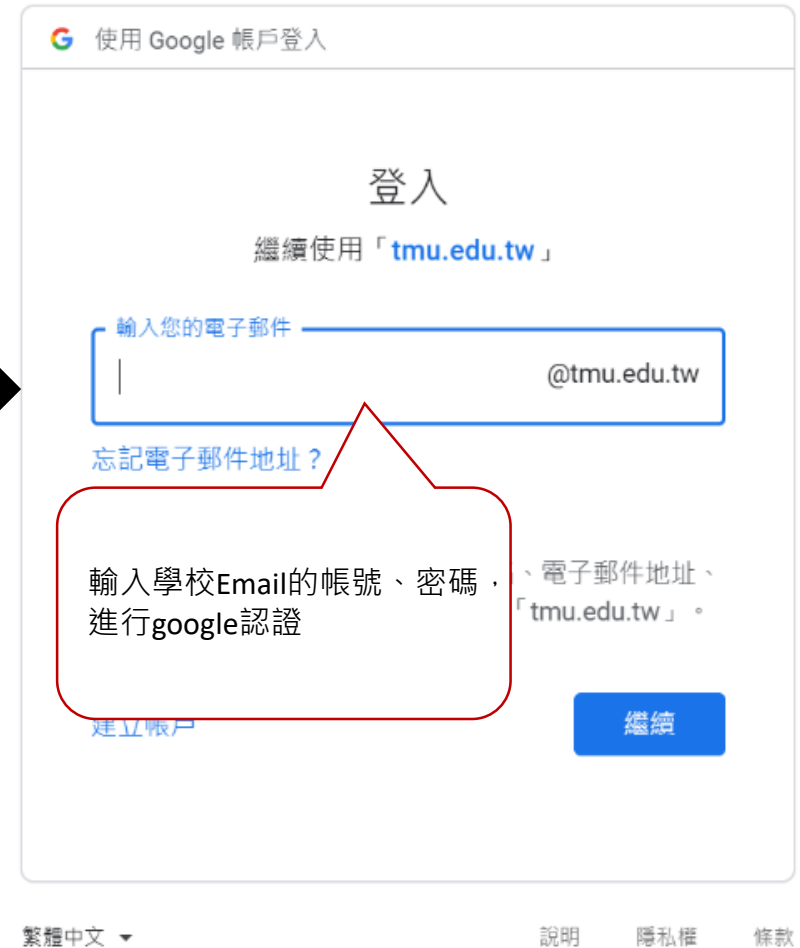 使用 Google 帳戶登入
登入
繼續使用「tmu.edu.tw」
輸入您的電子郵件
@tmu.edu.tw
忘記電子郵件地址？
輸入學校Email的帳號、密碼，
進行google認證
、電子郵件地址、
「tmu.edu.tw」。
建立帳戶
繼續
繁體中文
說明 隱私權 條款